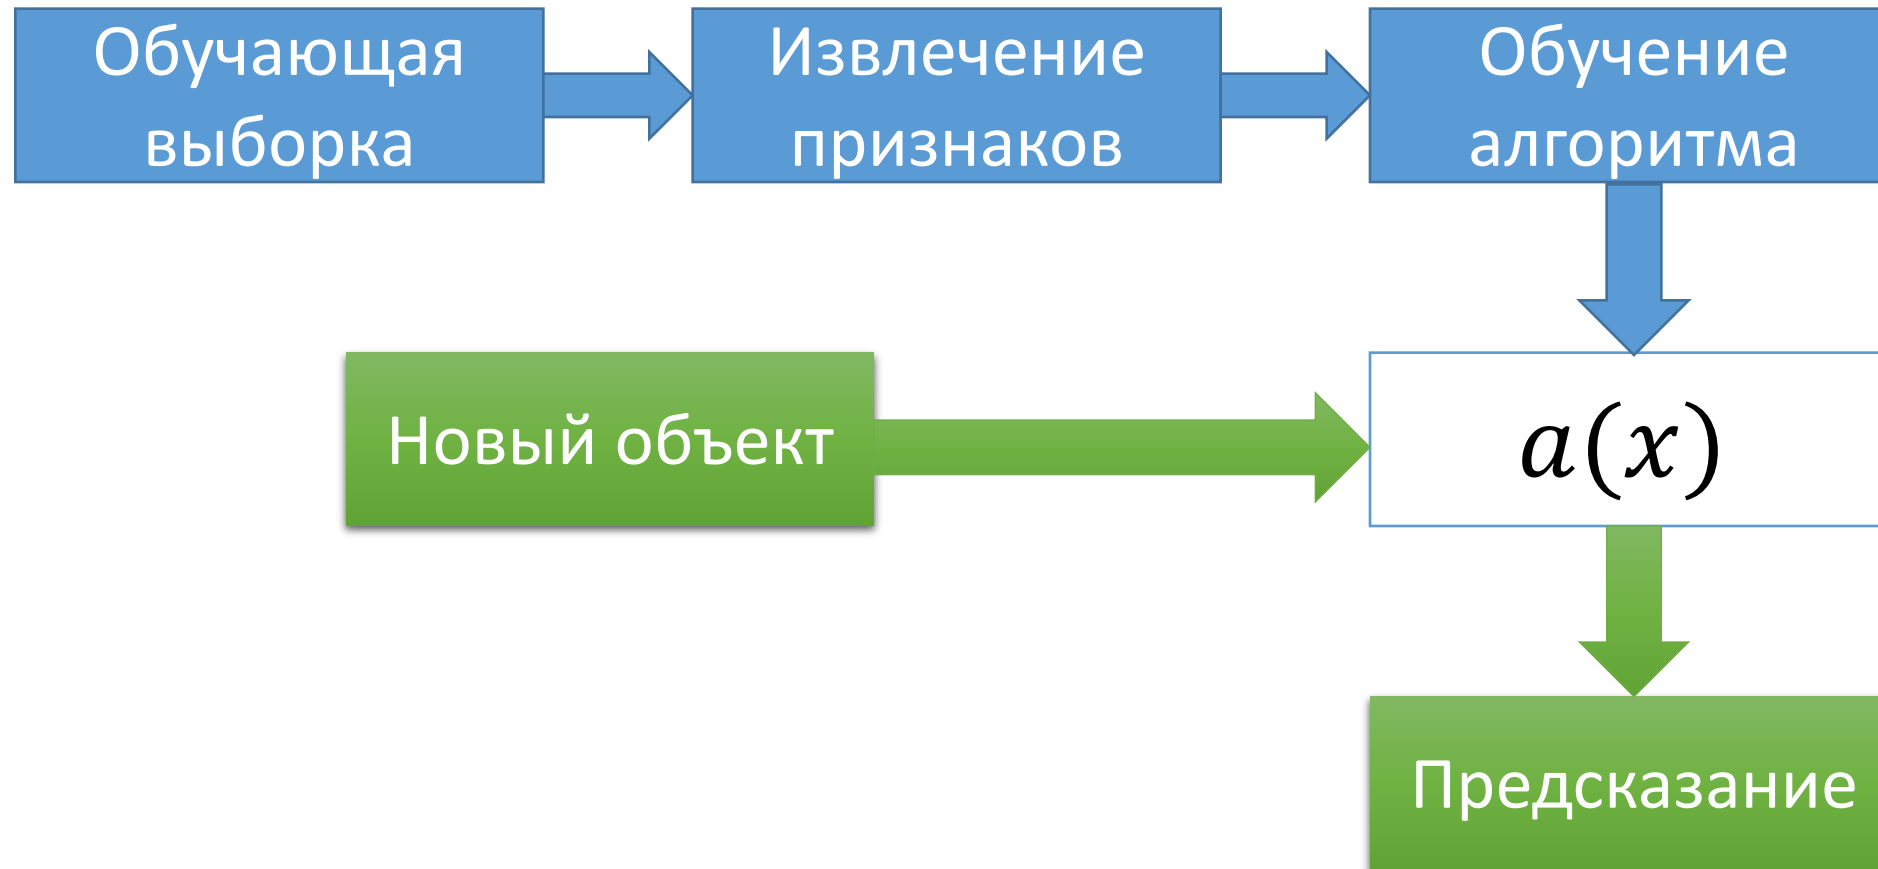 Обучающая
выборка
Извлечение
признаков
Обучение
алгоритма
Новый объект
a(x)
Предсказание